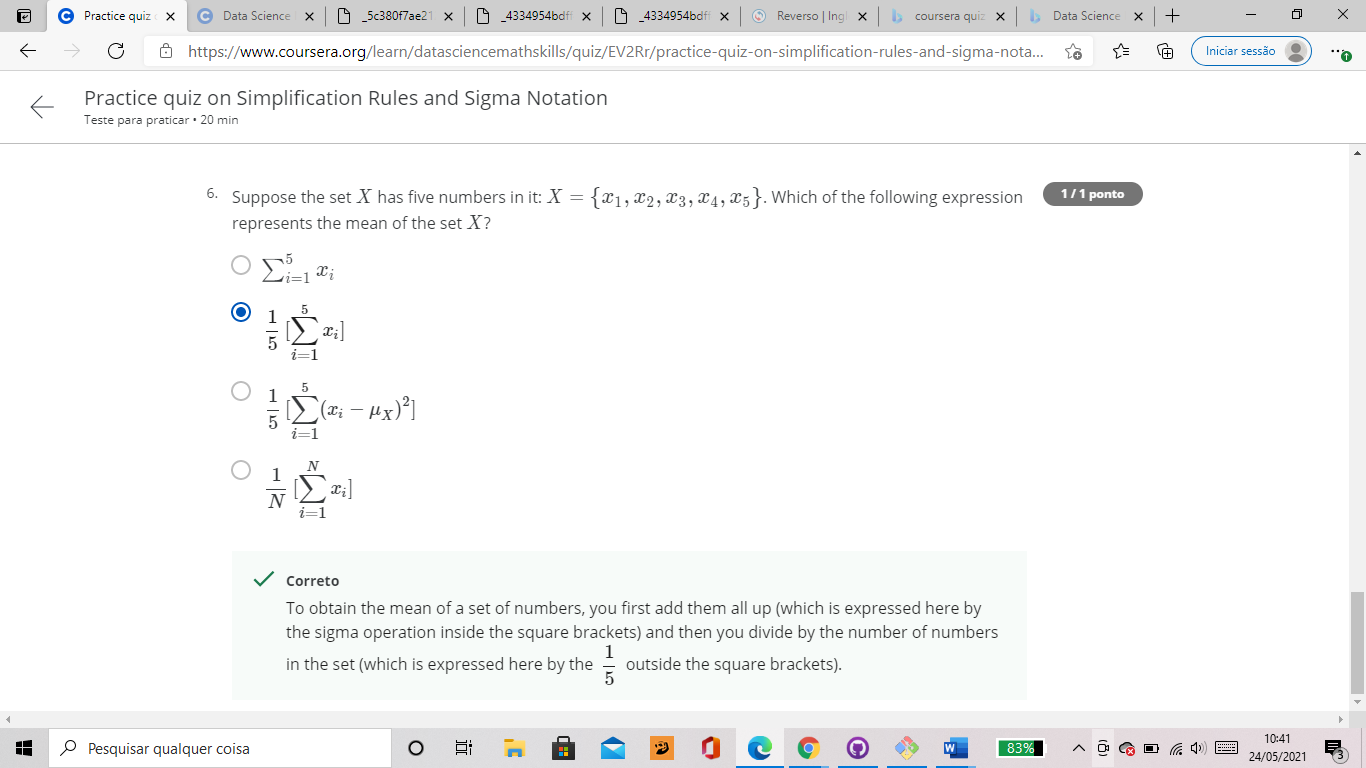 Practice quiz
Data Science
_5c380f7ae21
_4334954bdf
_4334954bdf
Reverso | Ingl
coursera quiz
Data Science
https://www.coursera.org/learn/datasciencemathskills/quiz/EV2Rr/practice-quiz-on-simplification-rules-and-sigma-nota...
Iniciar sessão
Practice quiz on Simplification Rules and Sigma Notation
Teste para praticar • 20 min
6. Suppose the set X has five numbers in it: X = {x₁, x₂, x₃, x₄, x₅}. Which of the following expression
1 / 1 ponto
represents the mean of the set X?
∑⁵ᵢ₌₁ xᵢ
1/5 [∑⁵ᵢ₌₁ xᵢ]
1/5 [∑⁵ᵢ₌₁ (xᵢ − μ_X)²]
1/N [∑ᴺᵢ₌₁ xᵢ]
Correto
To obtain the mean of a set of numbers, you first add them all up (which is expressed here by
the sigma operation inside the square brackets) and then you divide by the number of numbers
in the set (which is expressed here by the 1/5 outside the square brackets).
Pesquisar qualquer coisa
83%
10:41
24/05/2021
3